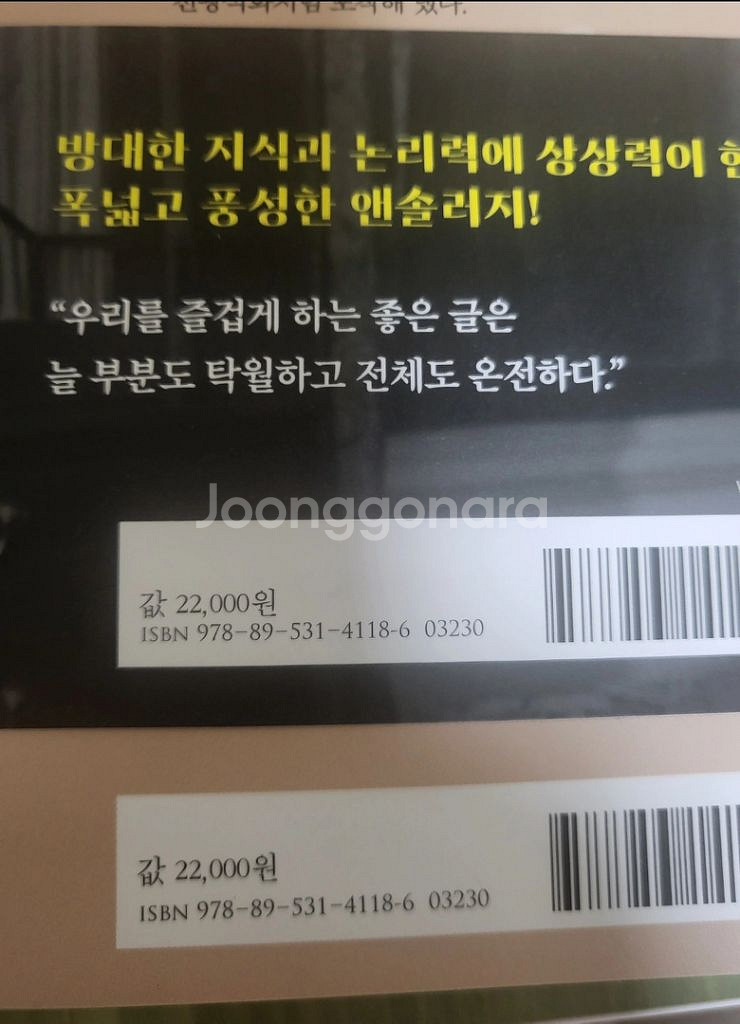 방대한 지식과 논리력에 상상력이
폭넓고 풍성한 앤솔러지!
“우리를 즐겁게 하는 좋은 글은
늘 부분도 탁월하고 전체도 온전하다.”
Joonggonara
값 22,000원
ISBN 978-89-531-4118-6 03230
값 22,000원
ISBN 978-89-531-4118-6 03230